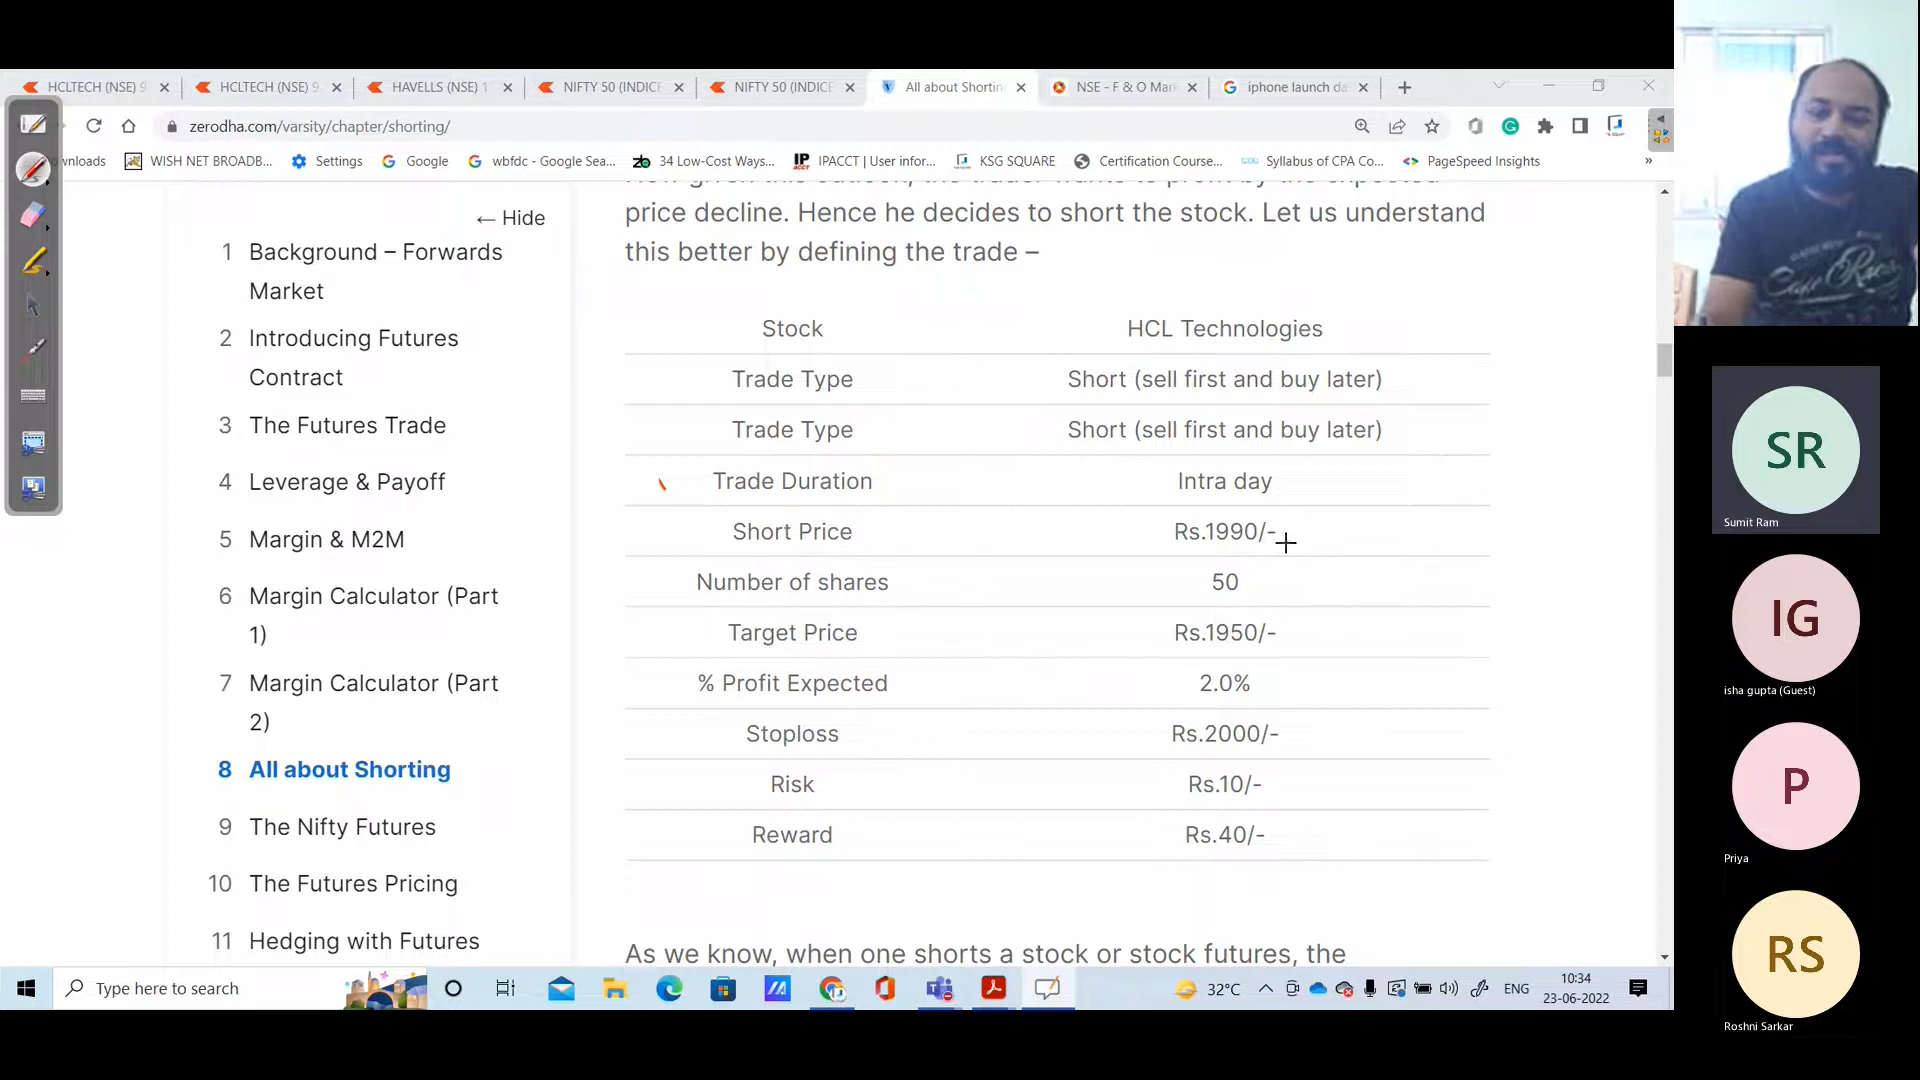 HCLTECH (NSE) 9
HCLTECH (NSE) 9
HAVELLS (NSE) 1
NIFTY 50 (INDICE
NIFTY 50 (INDICE
All about Shortin
NSE - F & O Mar
iphone launch da
zerodha.com/varsity/chapter/shorting/
wnloads
WISH NET BROADB...
Settings
Google
wbfdc - Google Sea...
34 Low-Cost Ways...
IPACCT | User infor...
KSG SQUARE
Certification Course...
Syllabus of CPA Co...
PageSpeed Insights
»
← Hide
1 Background – Forwards
Market
2 Introducing Futures
Contract
3 The Futures Trade
4 Leverage & Payoff
5 Margin & M2M
6 Margin Calculator (Part
1)
7 Margin Calculator (Part
2)
8 All about Shorting
9 The Nifty Futures
10 The Futures Pricing
11 Hedging with Futures
price decline. Hence he decides to short the stock. Let us understand
this better by defining the trade –
Stock HCL Technologies
Trade Type Short (sell first and buy later)
Trade Type Short (sell first and buy later)
Trade Duration Intra day
Short Price Rs.1990/-
Number of shares 50
Target Price Rs.1950/-
% Profit Expected 2.0%
Stoploss Rs.2000/-
Risk Rs.10/-
Reward Rs.40/-
As we know, when one shorts a stock or stock futures, the
SR
Sumit Ram
IG
isha gupta (Guest)
P
Priya
RS
Roshni Sarkar
Type here to search
32°C
ENG
10:34
23-06-2022